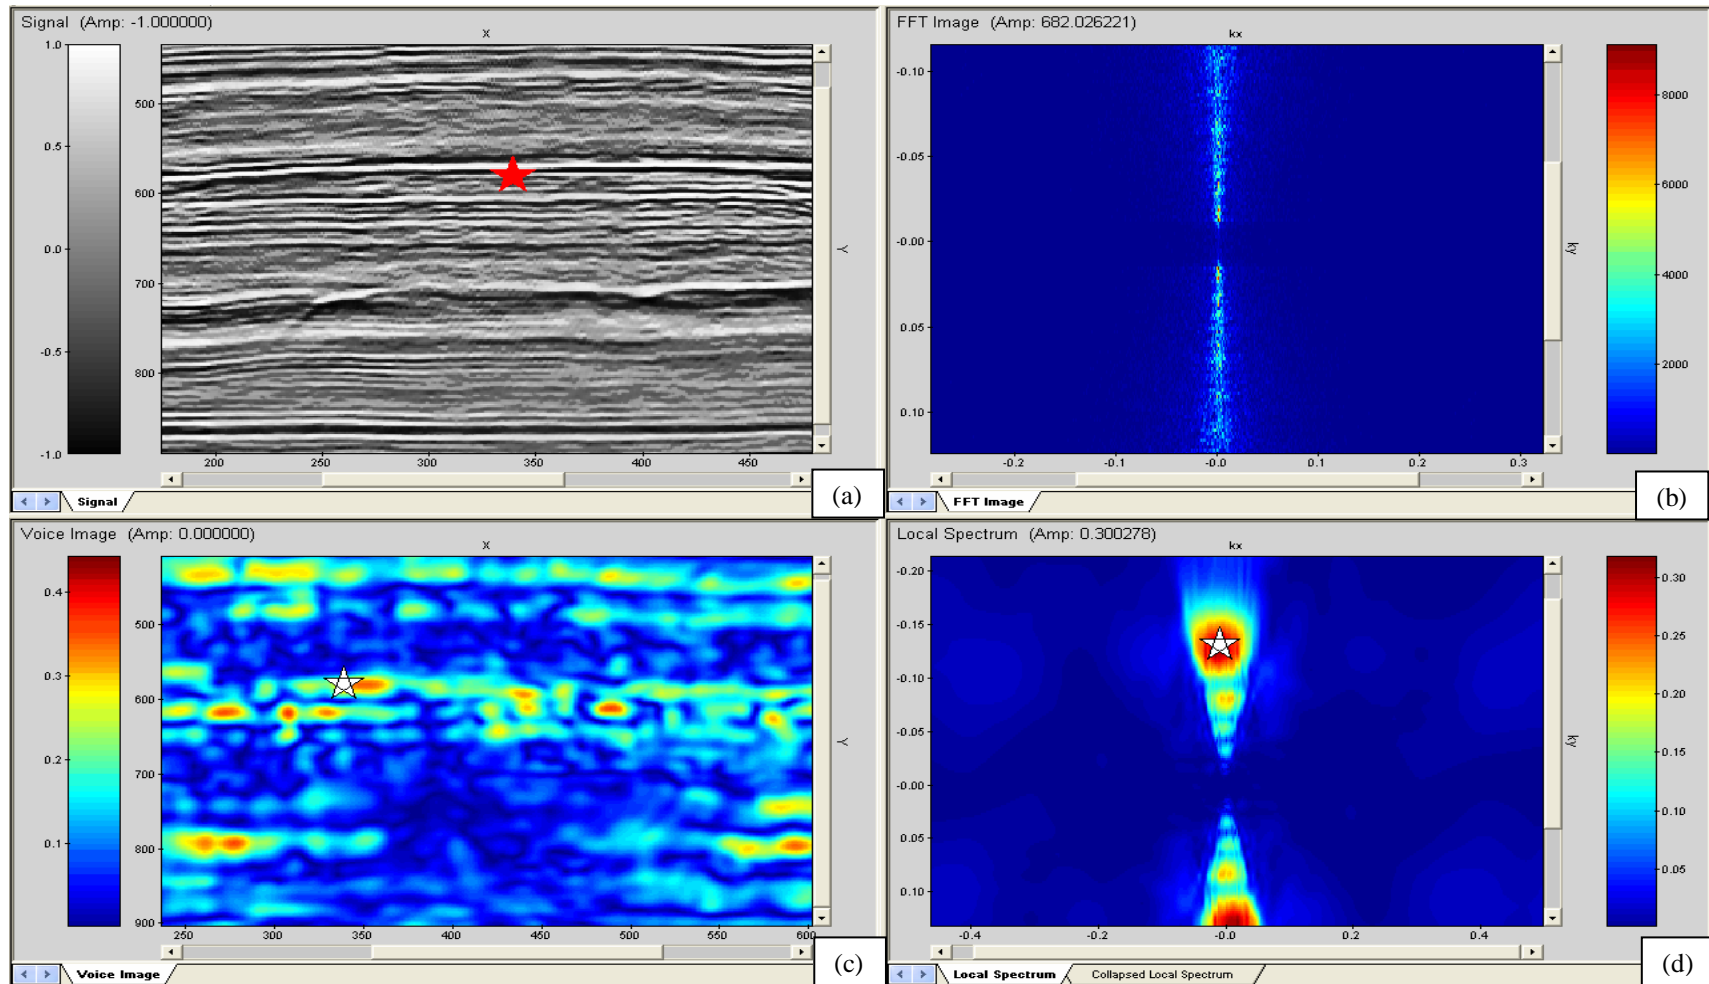 Signal (Amp: -1.000000)
X
1.0
0.5
0.0
-0.5
-1.0
500
600
700
800
Y
200 250 300 350 400 450
Signal
(a)
FFT Image (Amp: 682.026221)
kx
-0.10
-0.05
-0.00
0.05
0.10
ky
8000
6000
4000
2000
-0.2 -0.1 -0.0 0.1 0.2 0.3
FFT Image
(b)
Voice Image (Amp: 0.000000)
X
0.4
0.3
0.2
0.1
500
600
700
800
900
Y
250 300 350 400 450 500 550 600
Voice Image
(c)
Local Spectrum (Amp: 0.300278)
kx
-0.20
-0.15
-0.10
-0.05
-0.00
0.05
0.10
ky
0.30
0.25
0.20
0.15
0.10
0.05
-0.4 -0.2 -0.0 0.2 0.4
Local Spectrum Collapsed Local Spectrum
(d)